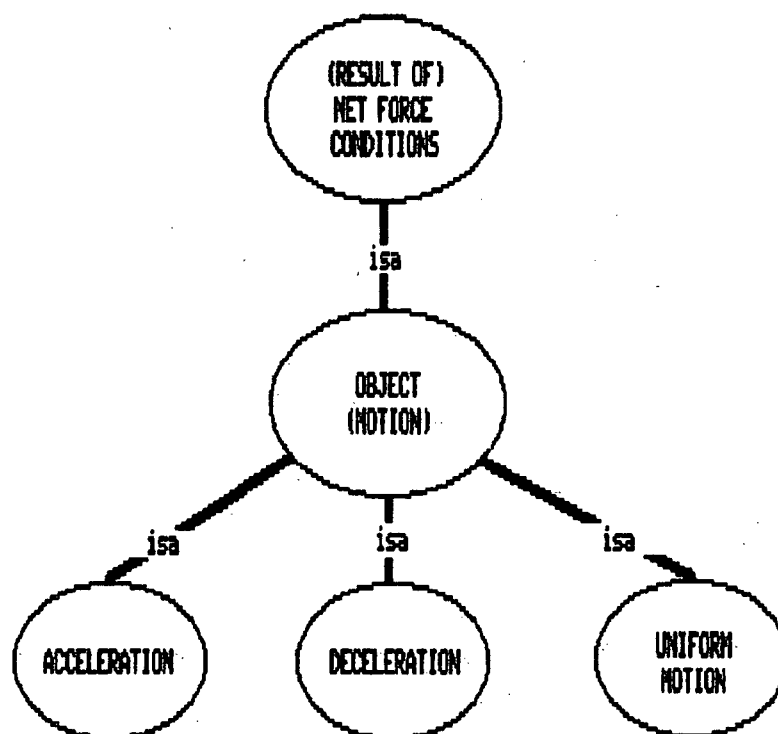 (RESULT OF)
NET FORCE
CONDITIONS
isa
OBJECT
(MOTION)
isa
isa
isa
ACCELERATION
DECELERATION
UNIFORM
MOTION